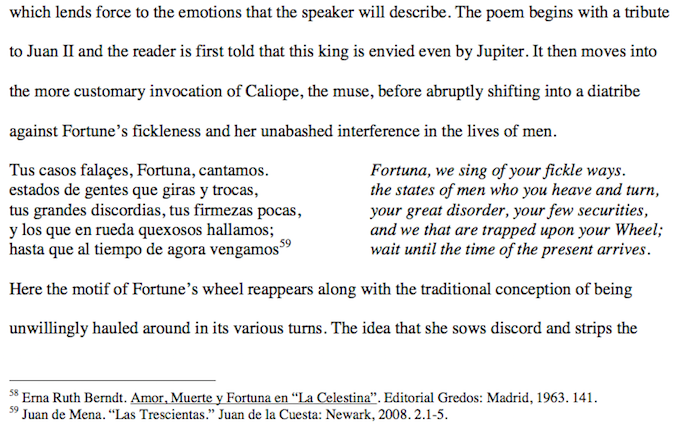 which lends force to the emotions that the speaker will describe. The poem begins with a tribute
to Juan II and the reader is first told that this king is envied even by Jupiter. It then moves into
the more customary invocation of Caliope, the muse, before abruptly shifting into a diatribe
against Fortune's fickleness and her unabashed interference in the lives of men.
Tus casos falaçes, Fortuna, cantamos.
estados de gentes que giras y trocas,
tus grandes discordias, tus firmezas pocas,
y los que en rueda quexosos hallamos;
hasta que al tiempo de agora vengamos59
Fortuna, we sing of your fickle ways.
the states of men who you heave and turn,
your great disorder, your few securities,
and we that are trapped upon your Wheel;
wait until the time of the present arrives.
Here the motif of Fortune's wheel reappears along with the traditional conception of being
unwillingly hauled around in its various turns. The idea that she sows discord and strips the
58 Erna Ruth Berndt. Amor, Muerte y Fortuna en “La Celestina”. Editorial Gredos: Madrid, 1963. 141.
59 Juan de Mena. “Las Trescientas.” Juan de la Cuesta: Newark, 2008. 2.1-5.